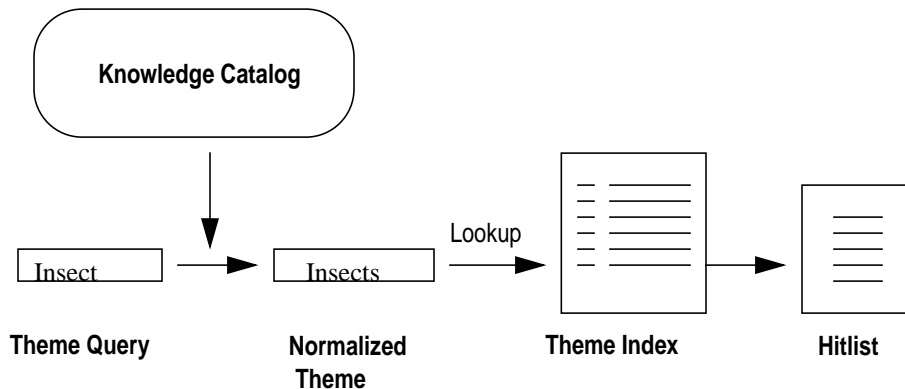 Knowledge Catalog
Lookup
Insect
Insects
Theme Query
Normalized
Theme
Theme Index
Hitlist